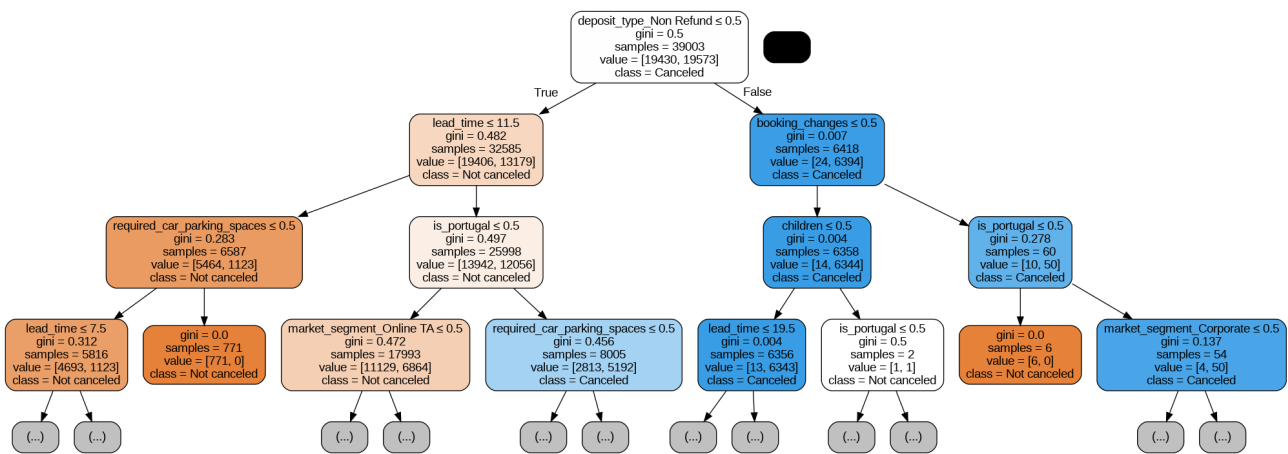 deposit_type_Non Refund ≤ 0.5
gini = 0.5
samples = 39003
value = [19430, 19573]
class = Canceled
True
False
lead_time ≤ 11.5
gini = 0.482
samples = 32585
value = [19406, 13179]
class = Not canceled
booking_changes ≤ 0.5
gini = 0.007
samples = 6418
value = [24, 6394]
class = Canceled
required_car_parking_spaces ≤ 0.5
gini = 0.283
samples = 6587
value = [5464, 1123]
class = Not canceled
is_portugal ≤ 0.5
gini = 0.497
samples = 25998
value = [13942, 12056]
class = Not canceled
children ≤ 0.5
gini = 0.004
samples = 6358
value = [14, 6344]
class = Canceled
is_portugal ≤ 0.5
gini = 0.278
samples = 60
value = [10, 50]
class = Canceled
lead_time ≤ 7.5
gini = 0.312
samples = 5816
value = [4693, 1123]
class = Not canceled
gini = 0.0
samples = 771
value = [771, 0]
class = Not canceled
market_segment_Online TA ≤ 0.5
gini = 0.472
samples = 17993
value = [11129, 6864]
class = Not canceled
required_car_parking_spaces ≤ 0.5
gini = 0.456
samples = 8005
value = [2813, 5192]
class = Canceled
lead_time ≤ 19.5
gini = 0.004
samples = 6356
value = [13, 6343]
class = Canceled
is_portugal ≤ 0.5
gini = 0.5
samples = 2
value = [1, 1]
class = Not canceled
gini = 0.0
samples = 6
value = [6, 0]
class = Not canceled
market_segment_Corporate ≤ 0.5
gini = 0.137
samples = 54
value = [4, 50]
class = Canceled
(...)
(...)
(...)
(...)
(...)
(...)
(...)
(...)
(...)
(...)
(...)
(...)